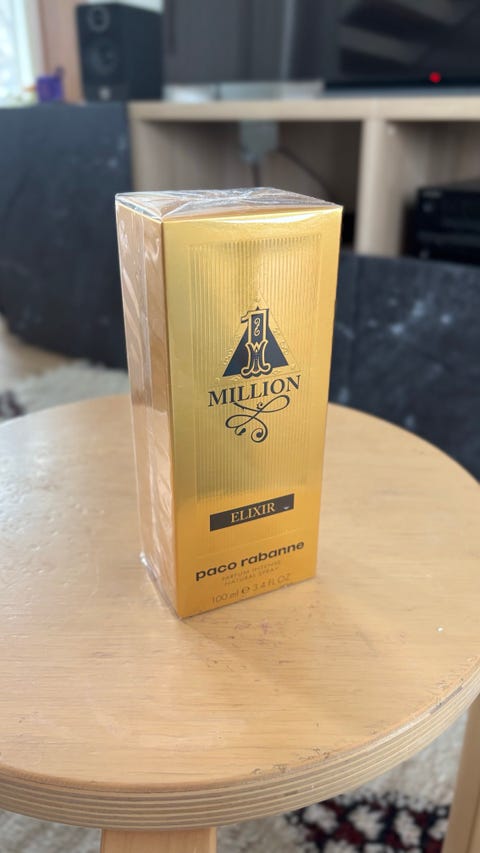 1
MILLION
ELIXIR
paco rabanne
PARFUM INTENSE
NATURAL SPRAY
100 ml ℮ 3.4 FL.OZ